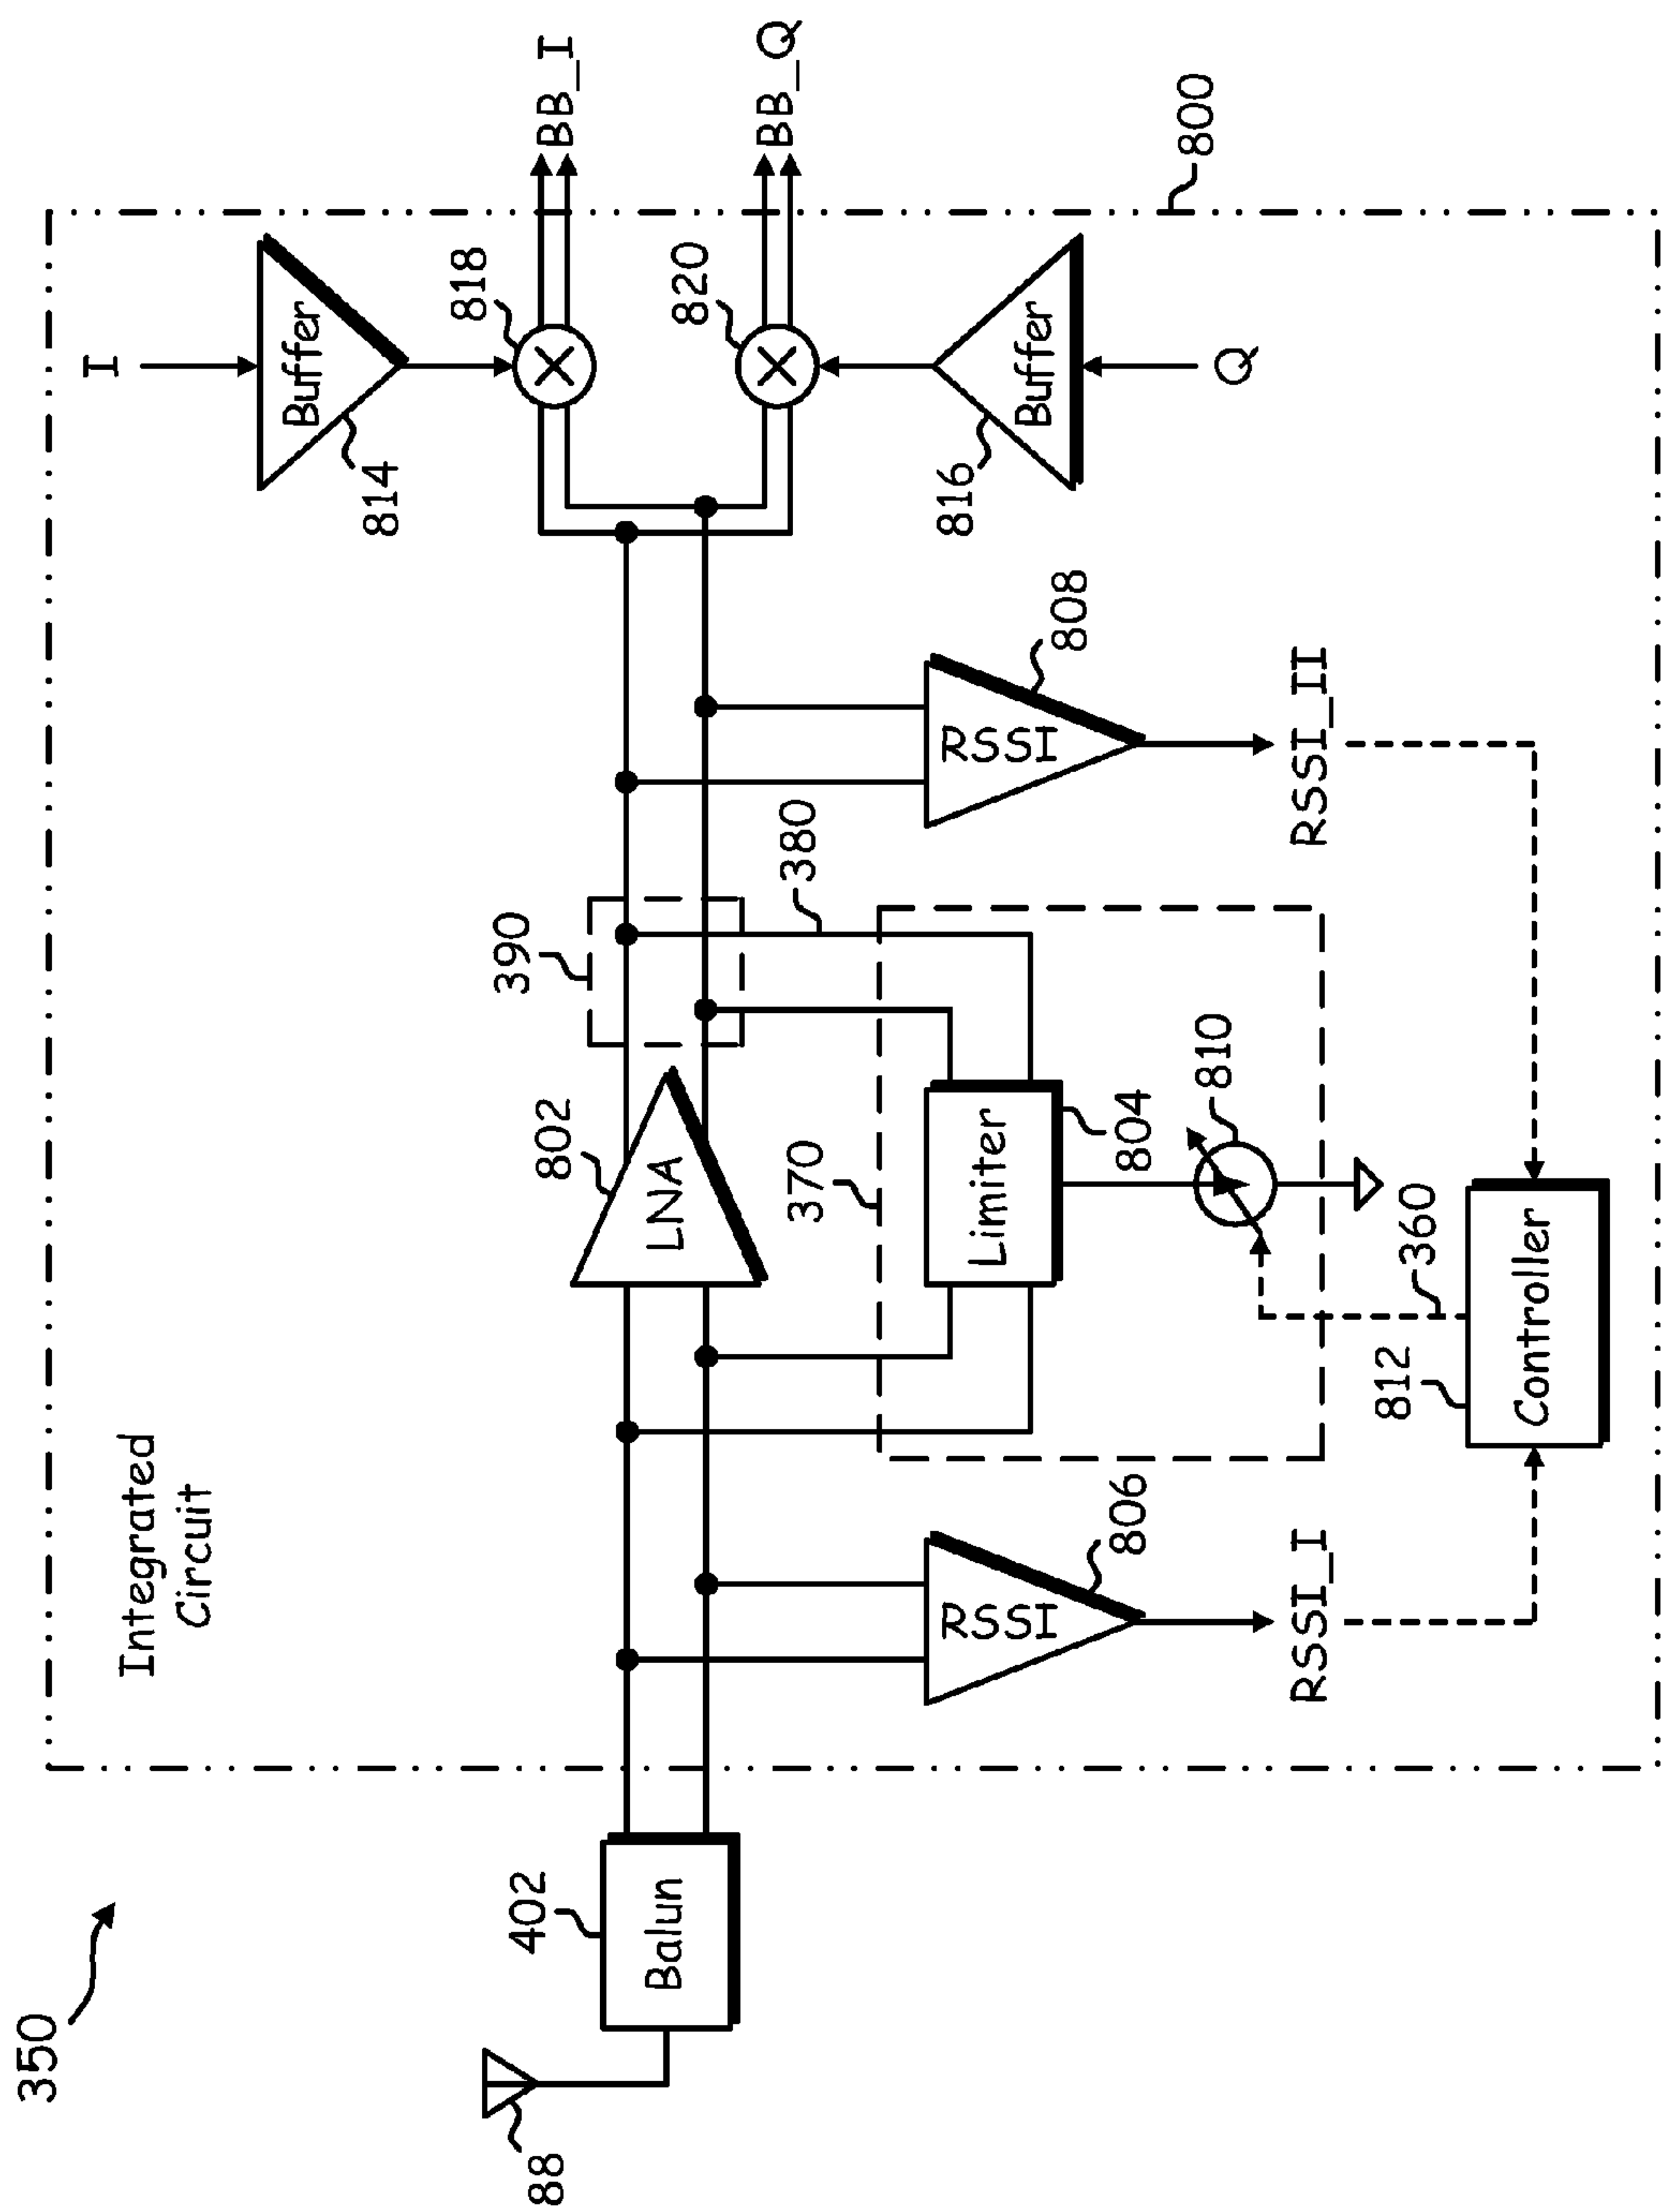 350
Integrated
Circuit
I
Buffer
814
818
BB_I
88
402
Balun
802
LNA
390
820
BB_Q
380
816
Buffer
Q
800
370
Limiter
804
810
RSSI
806
RSSI
808
RSSI_I
RSSI_II
360
812
Controller